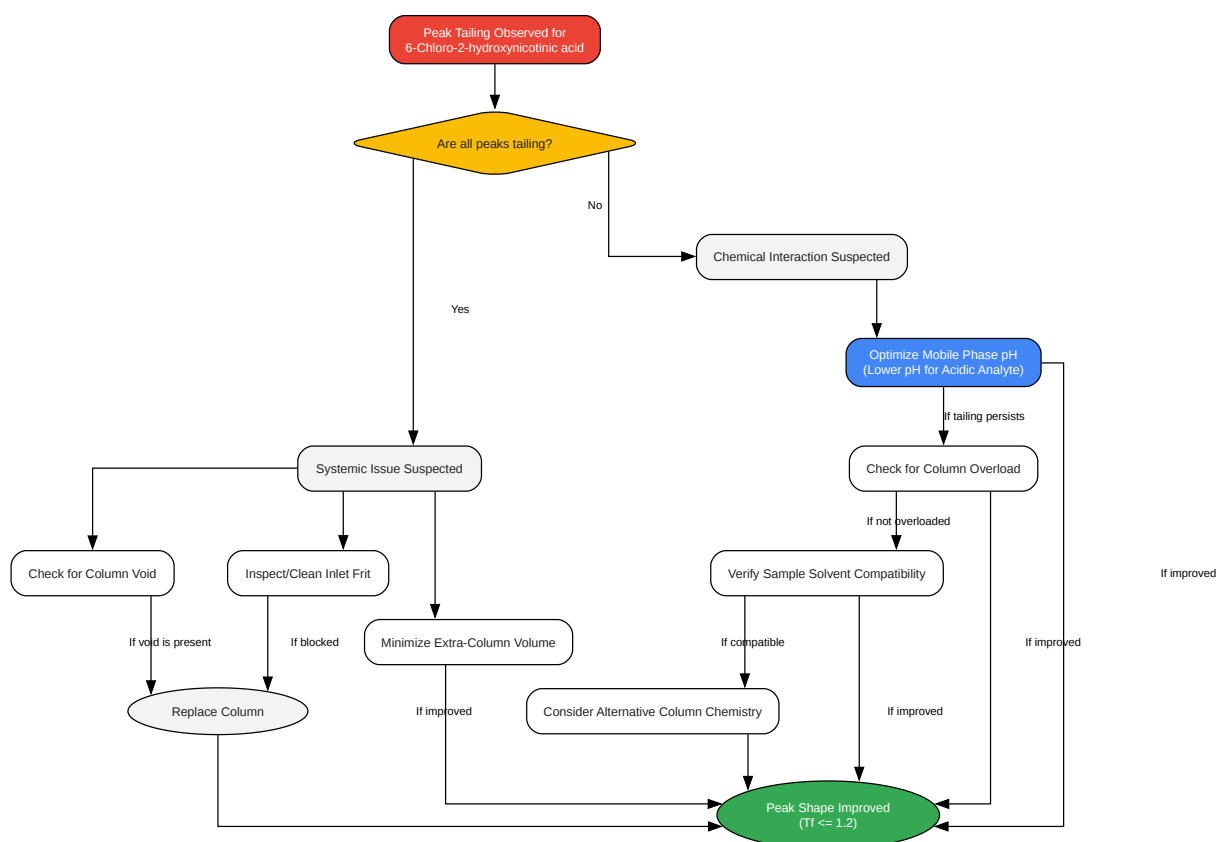 Peak Tailing Observed for
6-Chloro-2-hydroxynicotinic acid
Are all peaks tailing?
No
Chemical Interaction Suspected
Yes
Optimize Mobile Phase pH
(Lower pH for Acidic Analyte)
If tailing persists
Systemic Issue Suspected
Check for Column Overload
If not overloaded
Check for Column Void
Inspect/Clean Inlet Frit
Verify Sample Solvent Compatibility
If improved
If void is present
If blocked
Minimize Extra-Column Volume
If compatible
If improved
Replace Column
If improved
Consider Alternative Column Chemistry
If improved
Peak Shape Improved
(Tf <= 1.2)